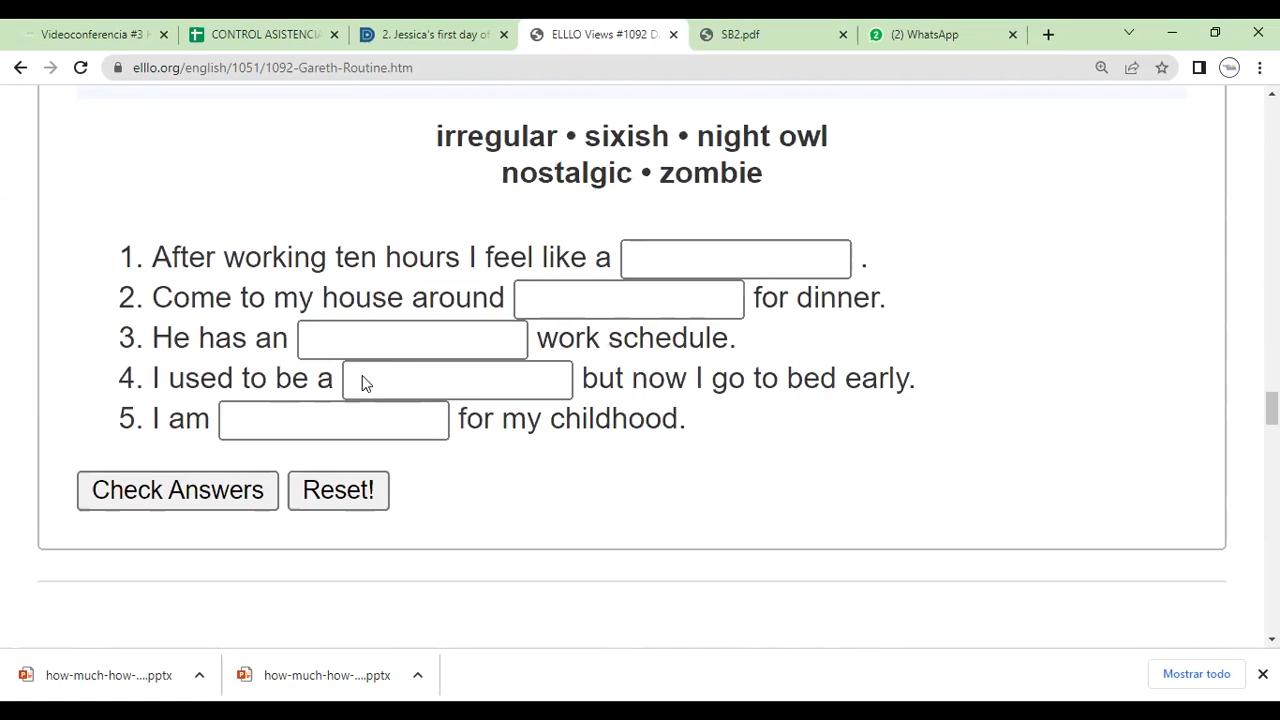 Videoconferencia #3 H
CONTROL ASISTENCIA
2. Jessica's first day of
ELLLO Views #1092 D
SB2.pdf
(2) WhatsApp
elllo.org/english/1051/1092-Gareth-Routine.htm
irregular • sixish • night owl
nostalgic • zombie
1. After working ten hours I feel like a .
2. Come to my house around for dinner.
3. He has an work schedule.
4. I used to be a but now I go to bed early.
5. I am for my childhood.
Check Answers Reset!
how-much-how-....pptx
how-much-how-....pptx
Mostrar todo